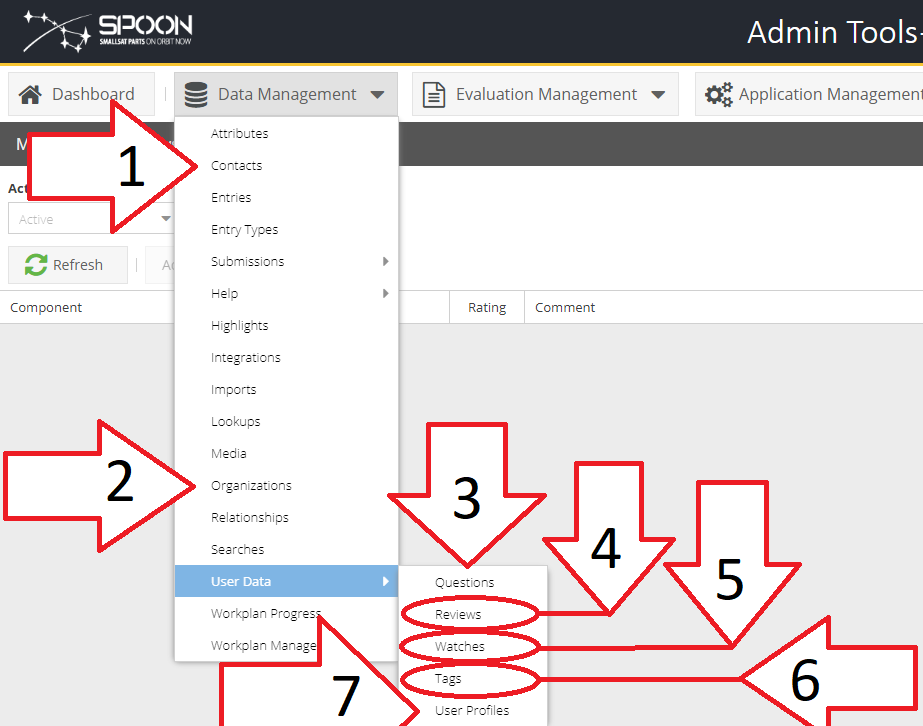 SPOON
SMALLSAT PARTS ON ORBIT NOW
Admin Tools
Dashboard
Data Management
Evaluation Management
Application Management
M
1
Attributes
Contacts
Act
Entries
Active
Entry Types
Refresh
Submissions
Help
Component
Rating
Comment
Highlights
Integrations
Imports
Lookups
Media
2
Organizations
Relationships
Searches
User Data
Workplan Progress
Workplan Manage
3
4
5
Questions
Reviews
Watches
Tags
6
7
User Profiles